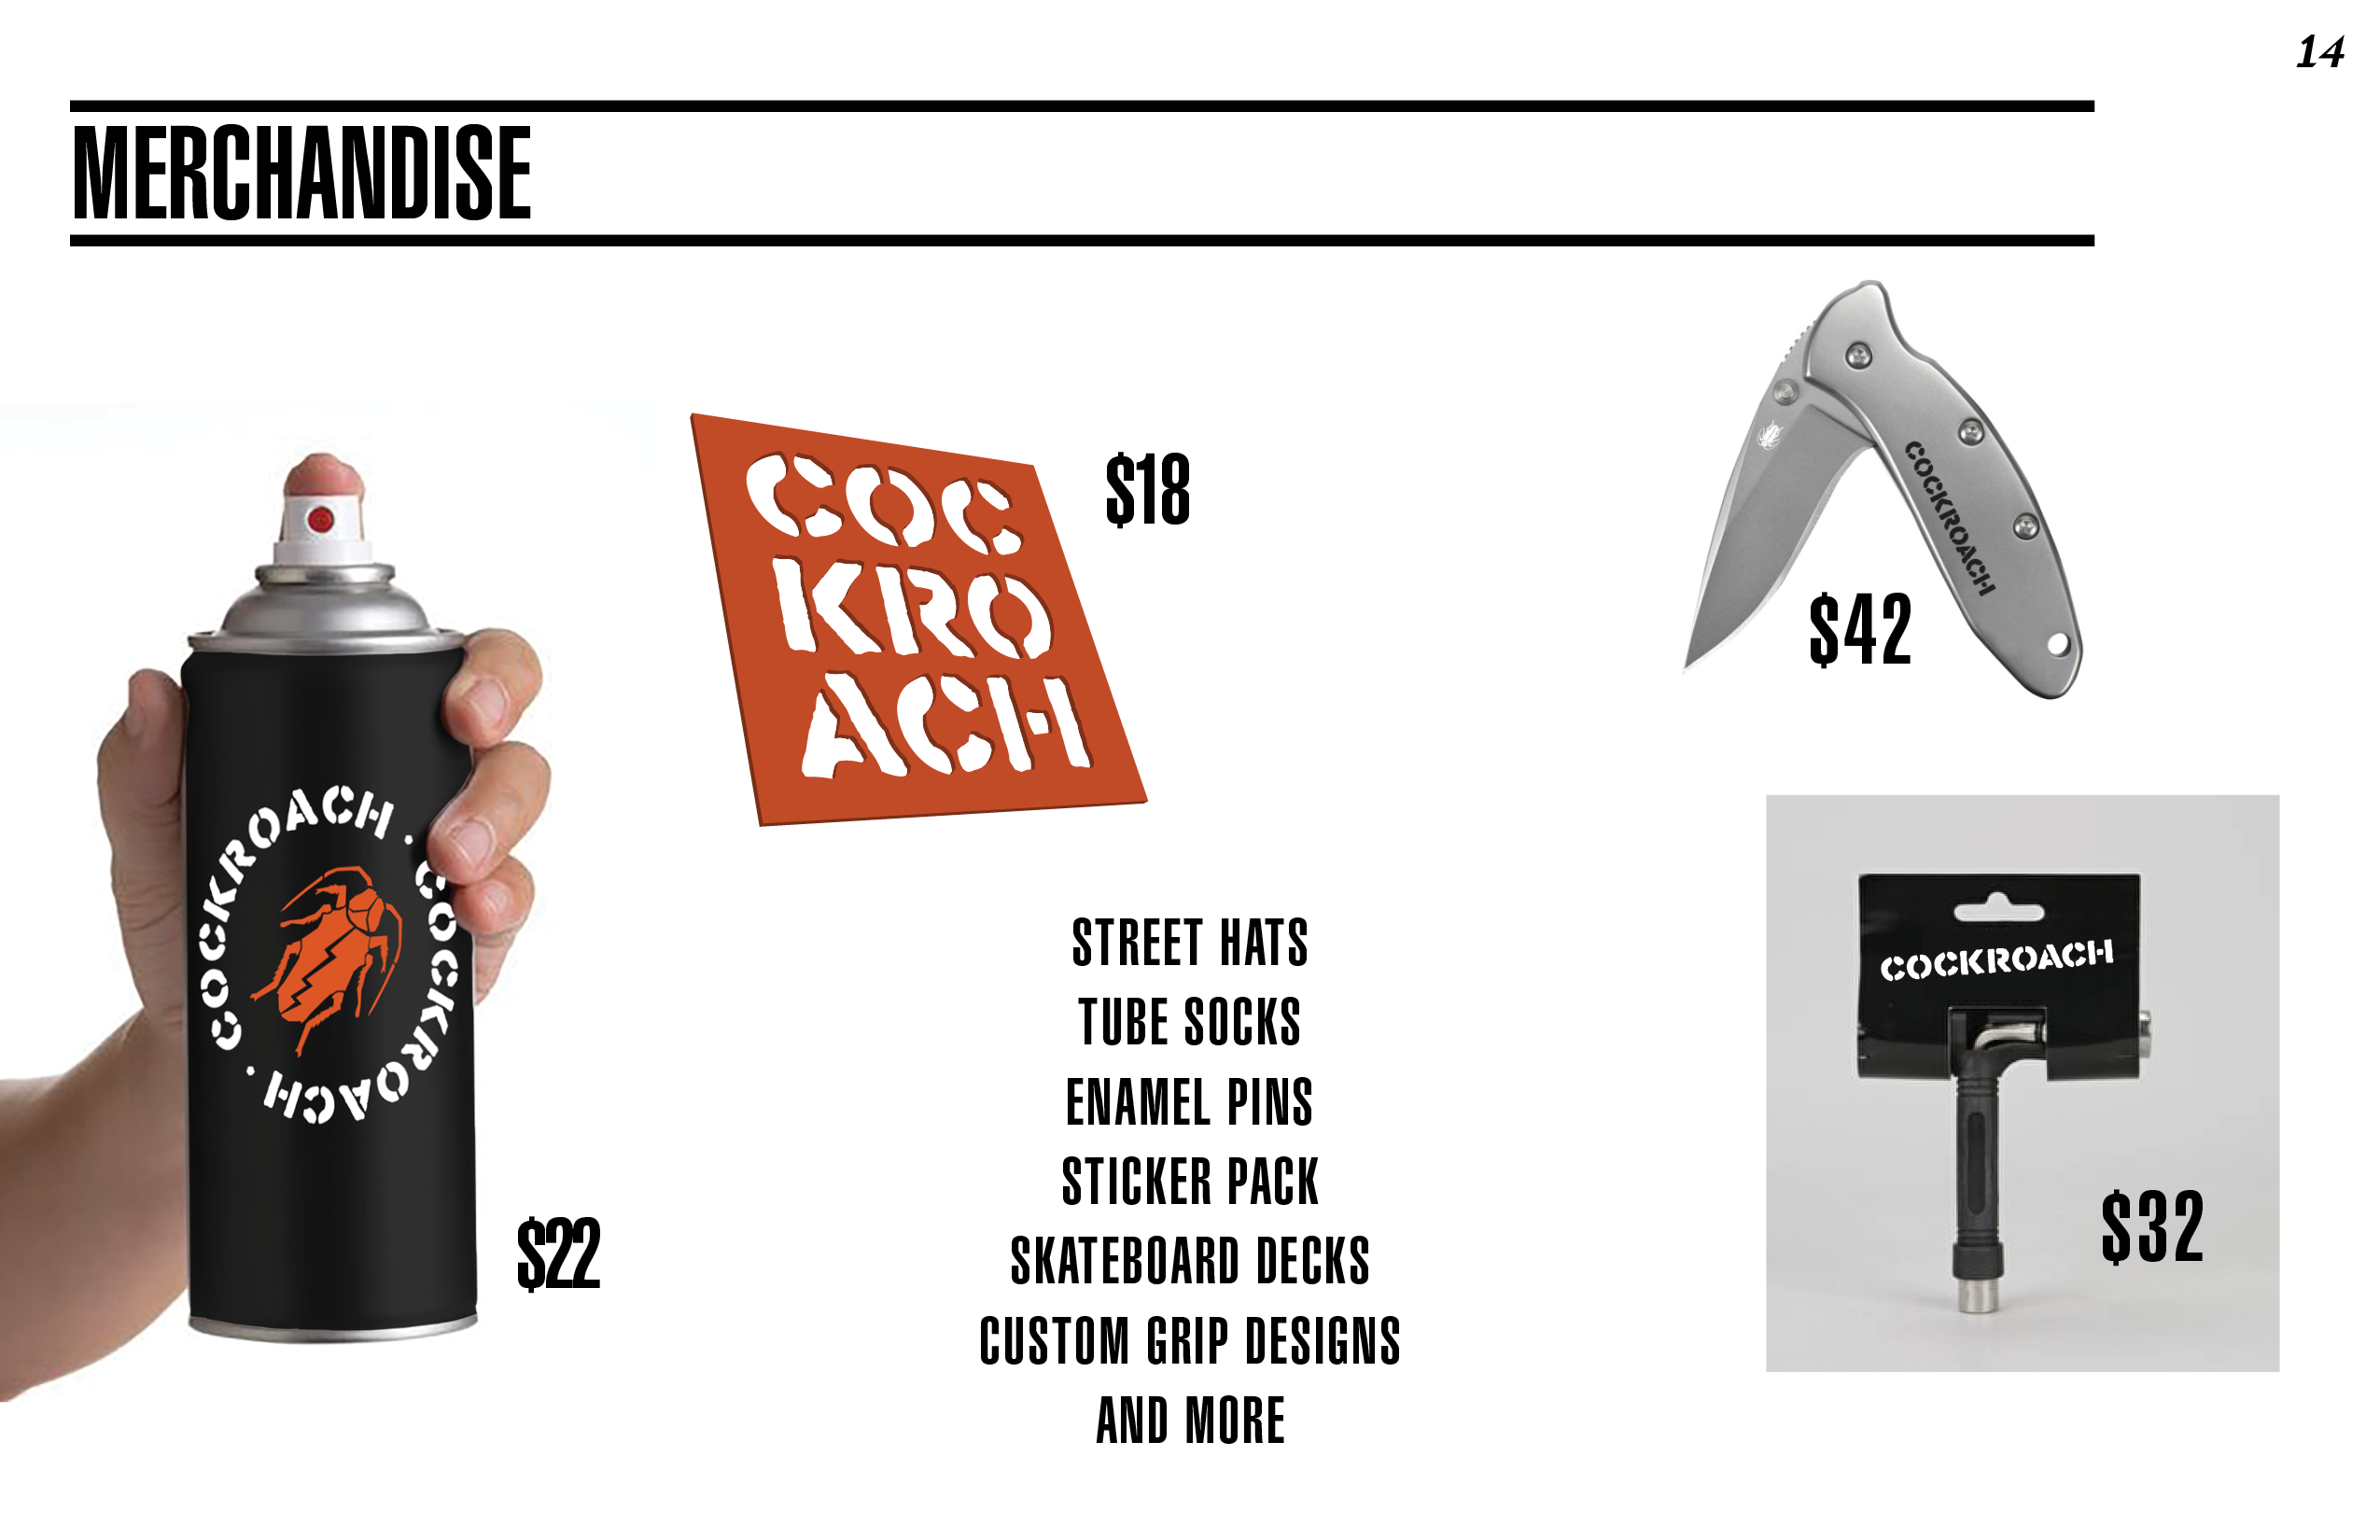 14
MERCHANDISE
COCKROACH · COCKROACH ·
$22
COC
KRO
ACH
$18
COCKROACH
$42
STREET HATS
TUBE SOCKS
ENAMEL PINS
STICKER PACK
SKATEBOARD DECKS
CUSTOM GRIP DESIGNS
AND MORE
COCKROACH
$32